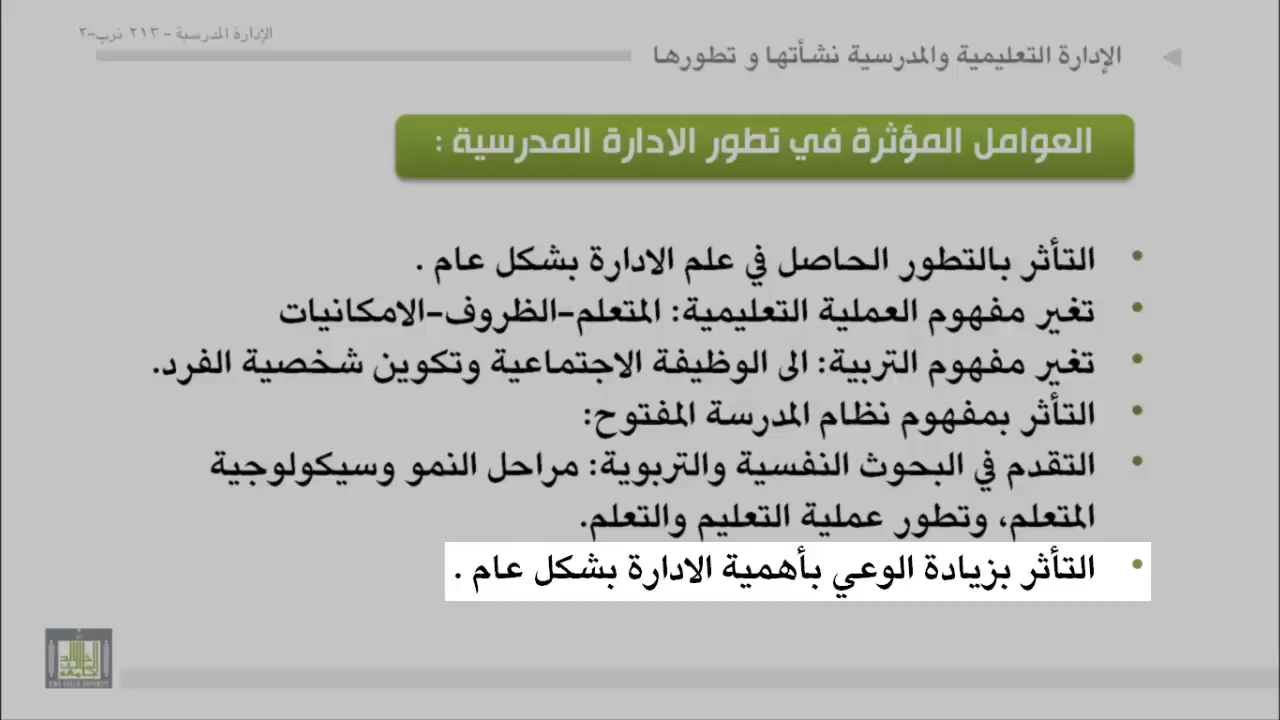 الإدارة المدرسية - ٢١٣ ترب-٢
الإدارة التعليمية والمدرسية نشأتها و تطورها
العوامل المؤثرة في تطور الادارة المدرسية :
• التأثر بالتطور الحاصل في علم الادارة بشكل عام .
• تغير مفهوم العملية التعليمية: المتعلم-الظروف-الامكانيات
• تغير مفهوم التربية: الى الوظيفة الاجتماعية وتكوين شخصية الفرد.
• التأثر بمفهوم نظام المدرسة المفتوح:
• التقدم في البحوث النفسية والتربوية: مراحل النمو وسيكولوجية
المتعلم، وتطور عملية التعليم والتعلم.
• التأثر بزيادة الوعي بأهمية الادارة بشكل عام .